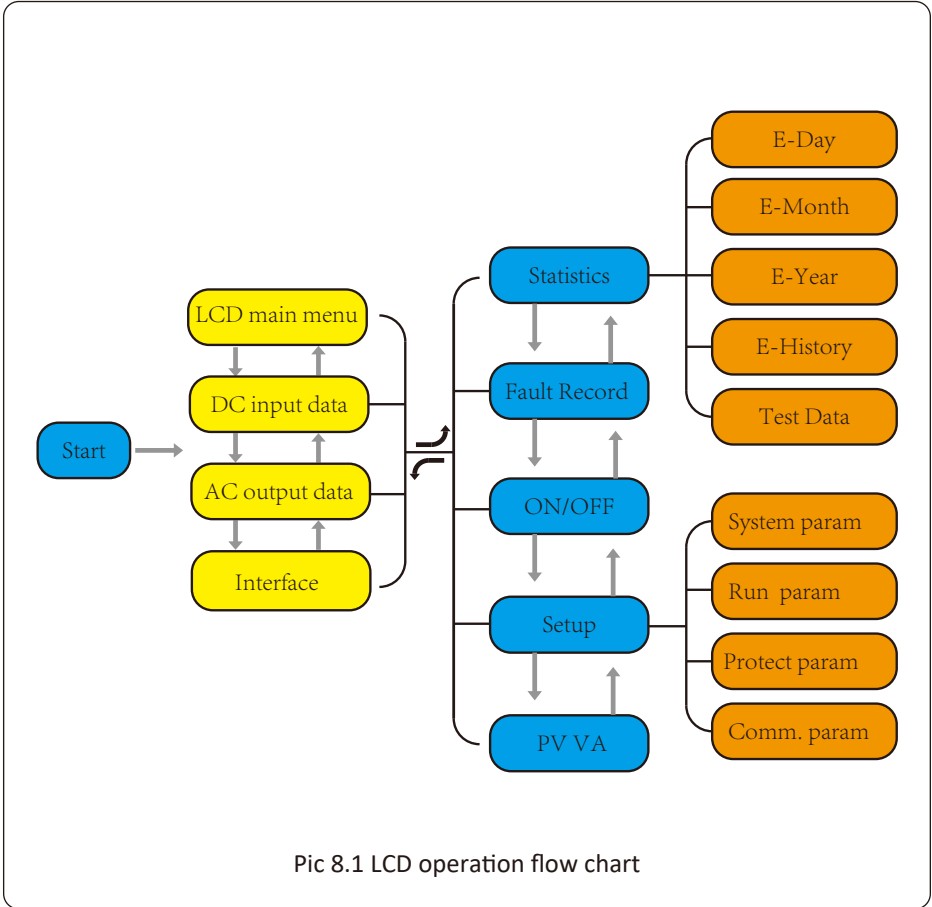 Start
LCD main menu
DC input data
AC output data
Interface
Statistics
Fault Record
ON/OFF
Setup
PV VA
E-Day
E-Month
E-Year
E-History
Test Data
System param
Run param
Protect param
Comm. param
Pic 8.1 LCD operation flow chart